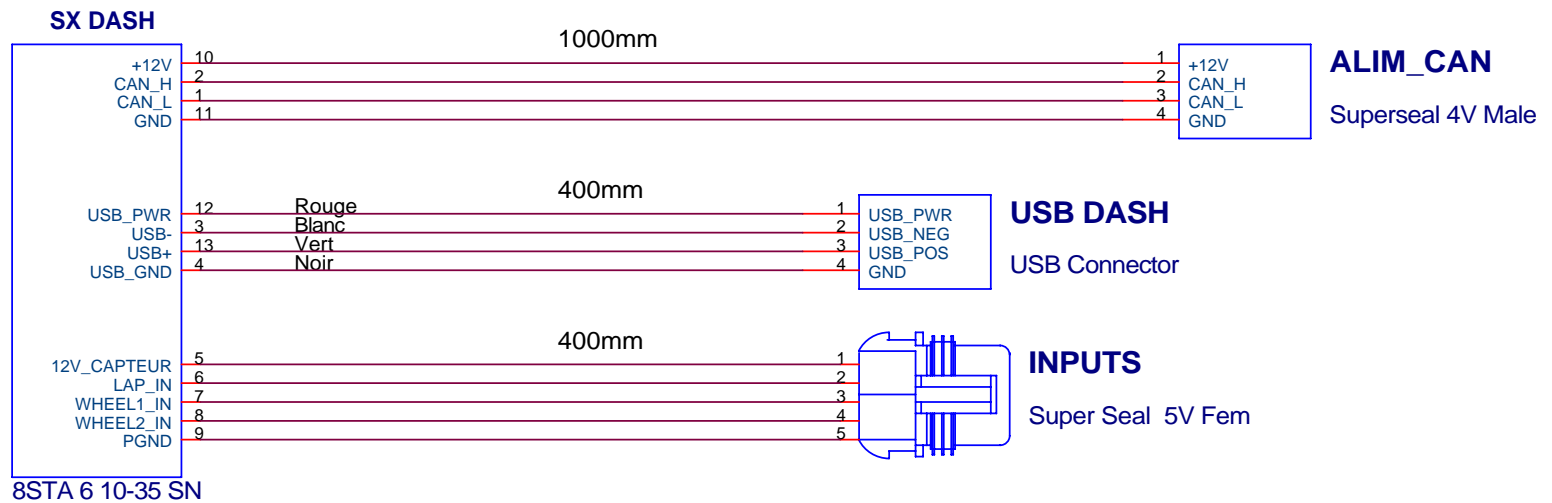 SX DASH
1000mm
+12V 10 1 +12V
CAN_H 2 2 CAN_H
CAN_L 1 3 CAN_L
GND 11 4 GND
ALIM_CAN
Superseal 4V Male
400mm
USB_PWR 12 Rouge 1 USB_PWR
USB- 3 Blanc 2 USB_NEG
USB+ 13 Vert 3 USB_POS
USB_GND 4 Noir 4 GND
USB DASH
USB Connector
400mm
12V_CAPTEUR 5 1
LAP_IN 6 2
WHEEL1_IN 7 3
WHEEL2_IN 8 4
PGND 9 5
INPUTS
Super Seal 5V Fem
8STA 6 10-35 SN